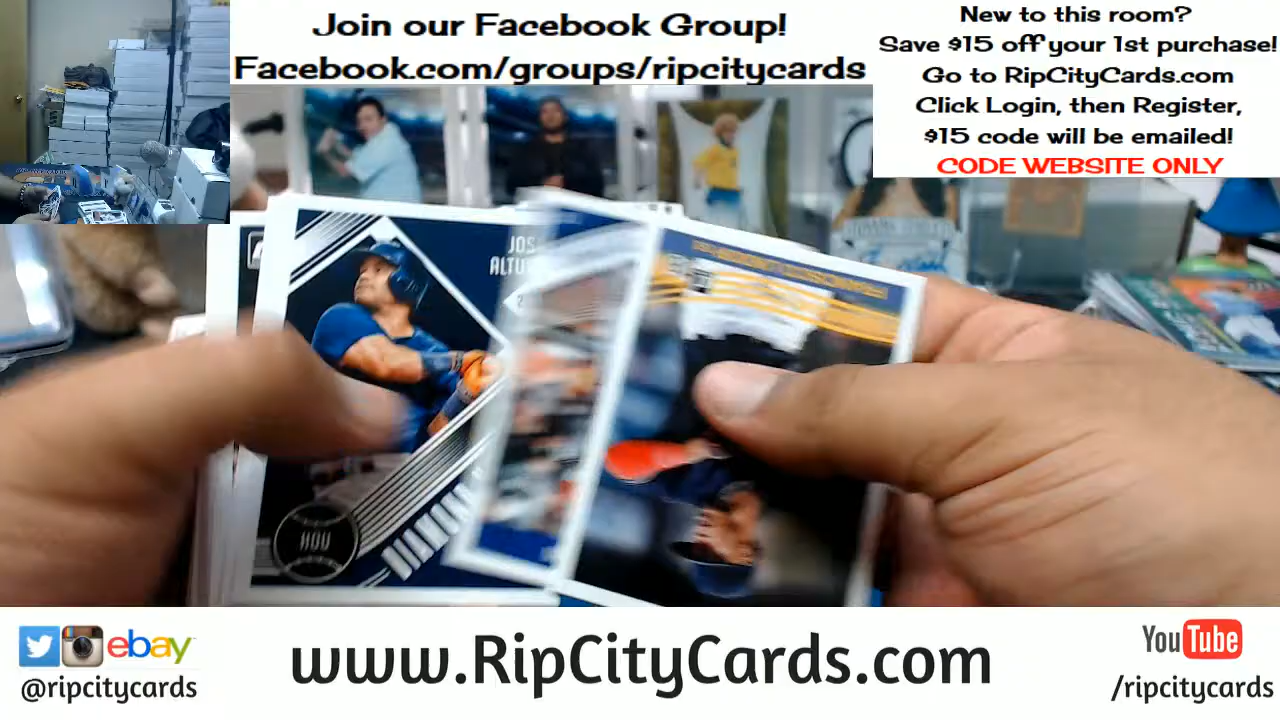 Join our Facebook Group!
Facebook.com/groups/ripcitycards
New to this room?
Save $15 off your 1st purchase!
Go to RipCityCards.com
Click Login, then Register,
$15 code will be emailed!
CODE WEBSITE ONLY
HOU
ebay
@ripcitycards
www.RipCityCards.com
YouTube
/ripcitycards